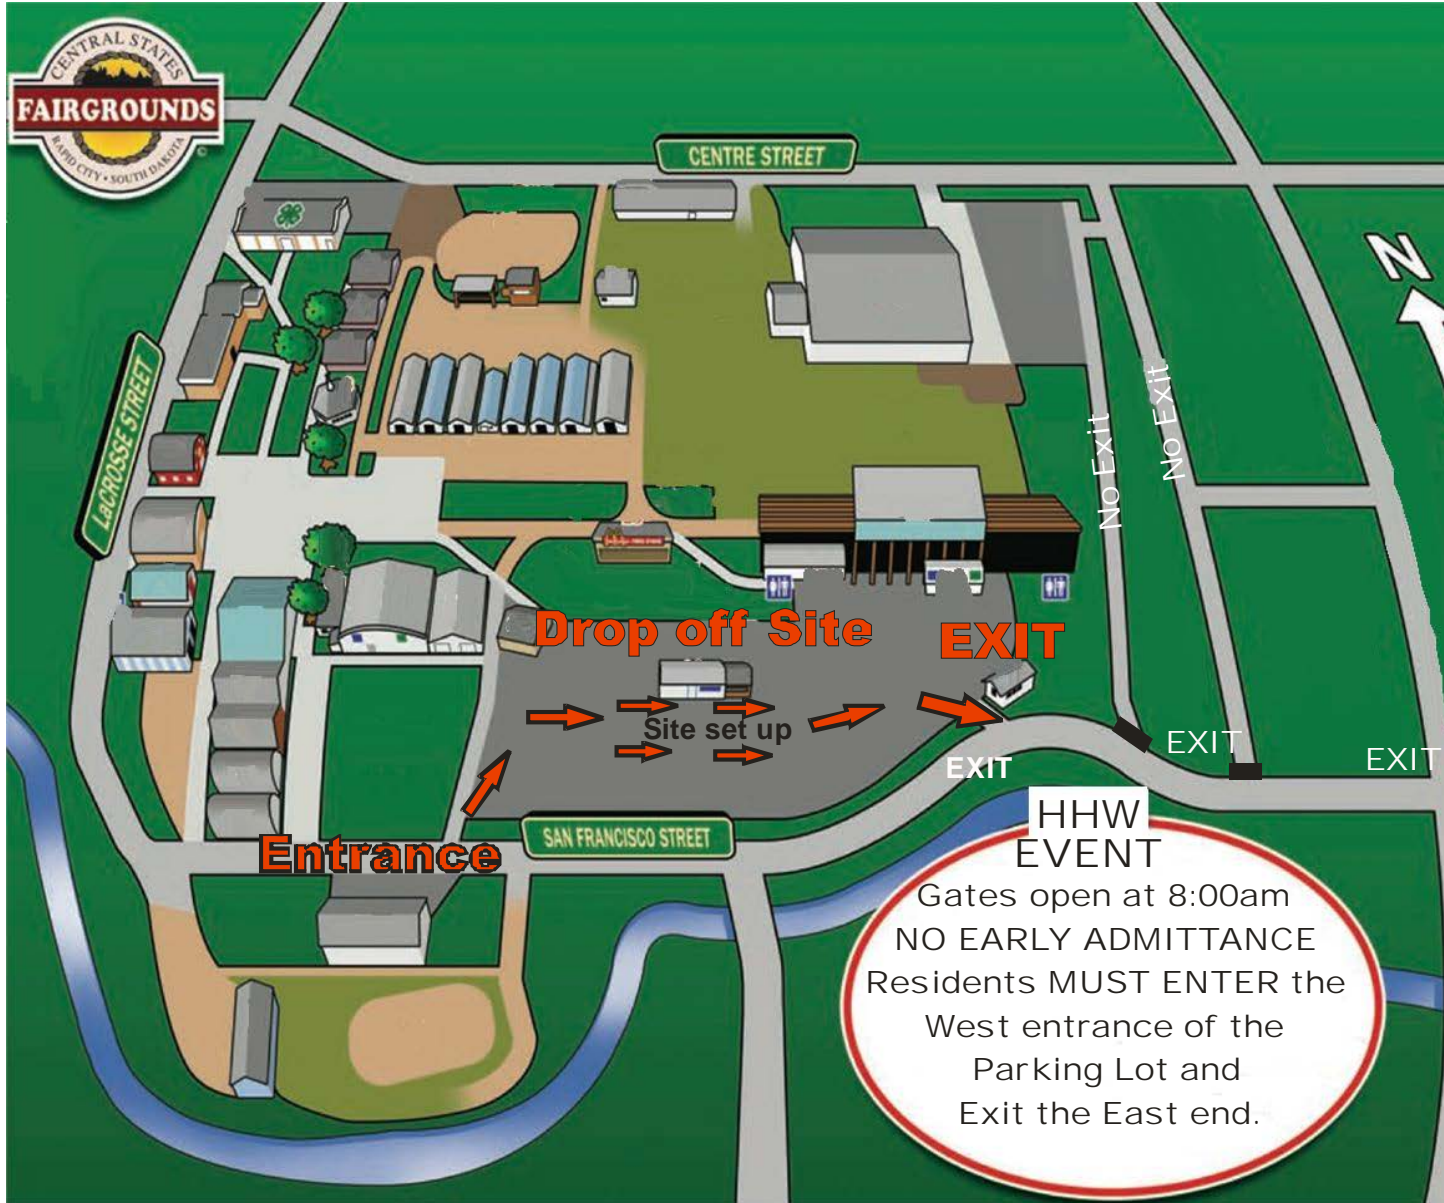 CENTRAL STATES
FAIRGROUNDS
RAPID CITY • SOUTH DAKOTA
©
CENTRE STREET
N
LaCROSSE STREET
No Exit
No Exit
Drop off Site
EXIT
Site set up
EXIT
EXIT
EXIT
Entrance
SAN FRANCISCO STREET
HHW
EVENT
Gates open at 8:00am
NO EARLY ADMITTANCE
Residents MUST ENTER the
West entrance of the
Parking Lot and
Exit the East end.